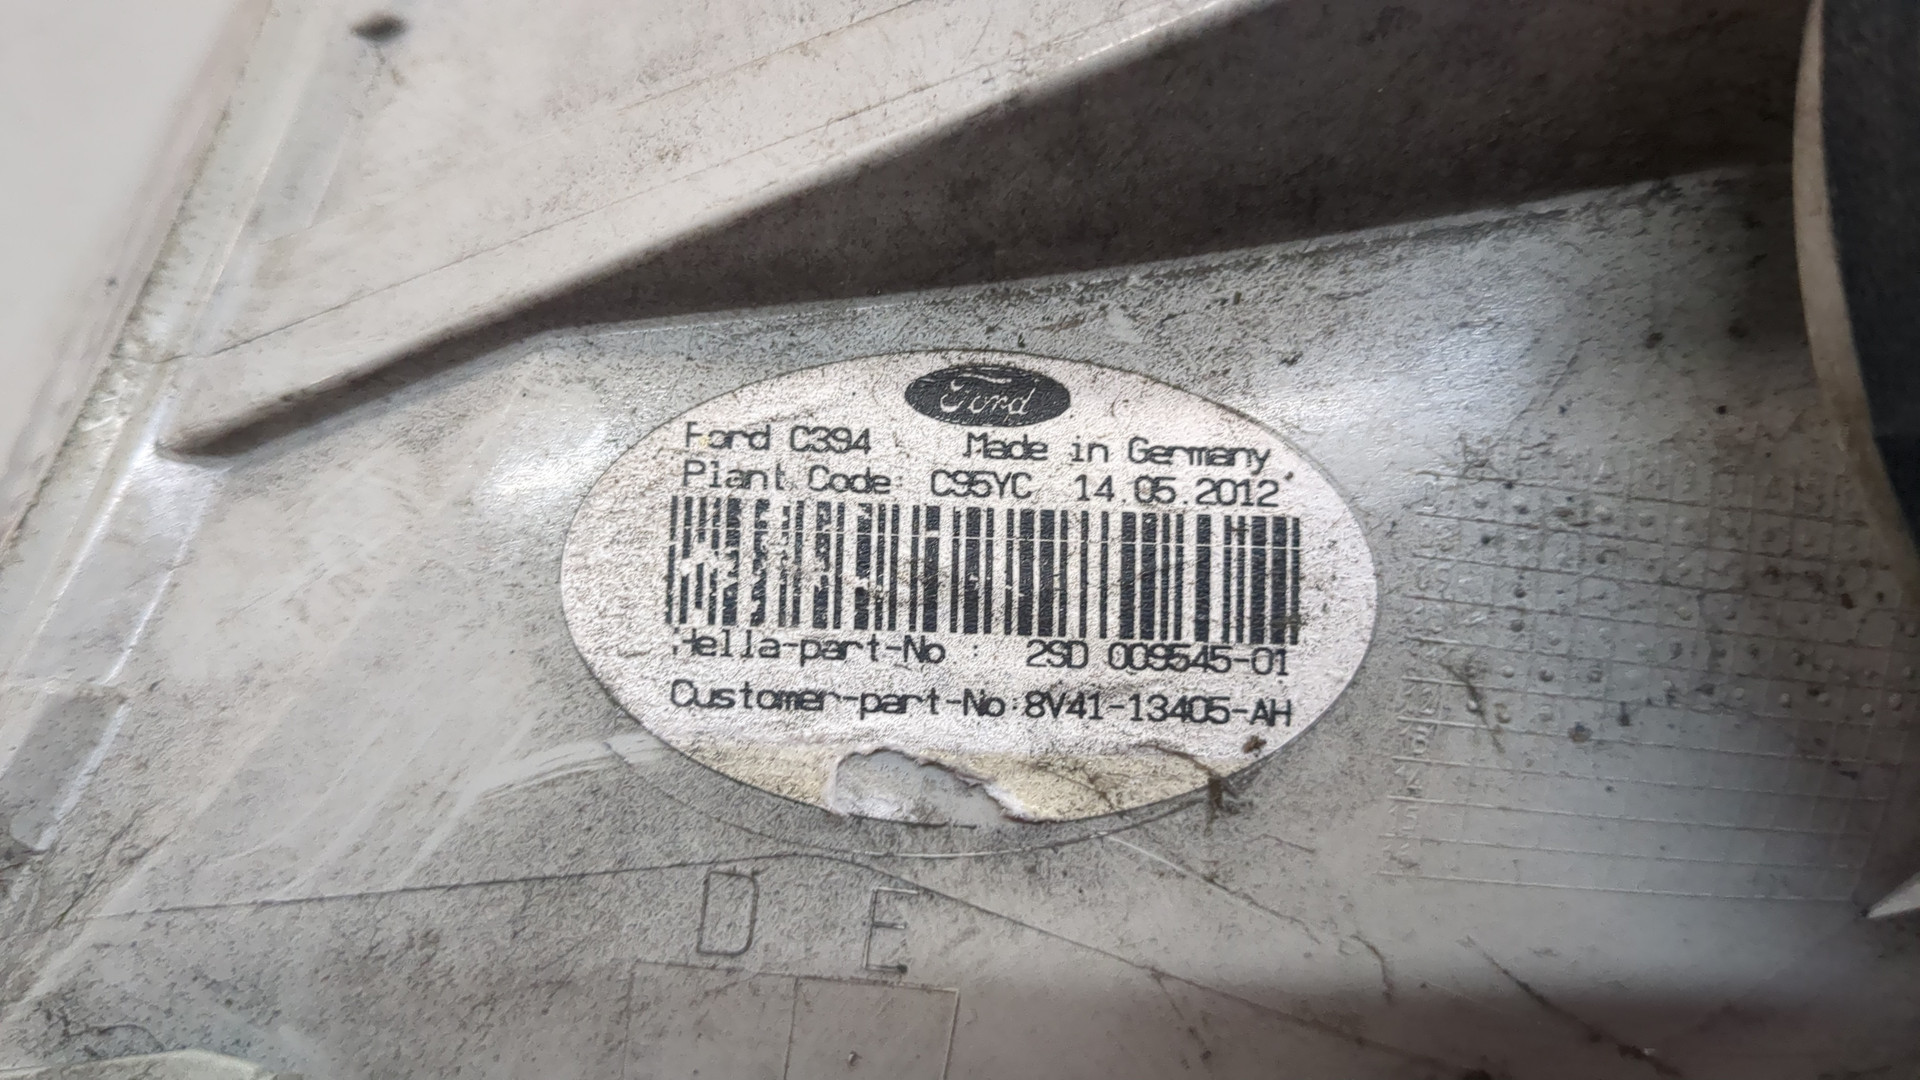 Ford
Ford C394 Made in Germany
Plant Code: C95YC 14.05.2012
Hella-part-No : 2SD 009545-01
Customer-part-No:8V41-13405-AH
D E